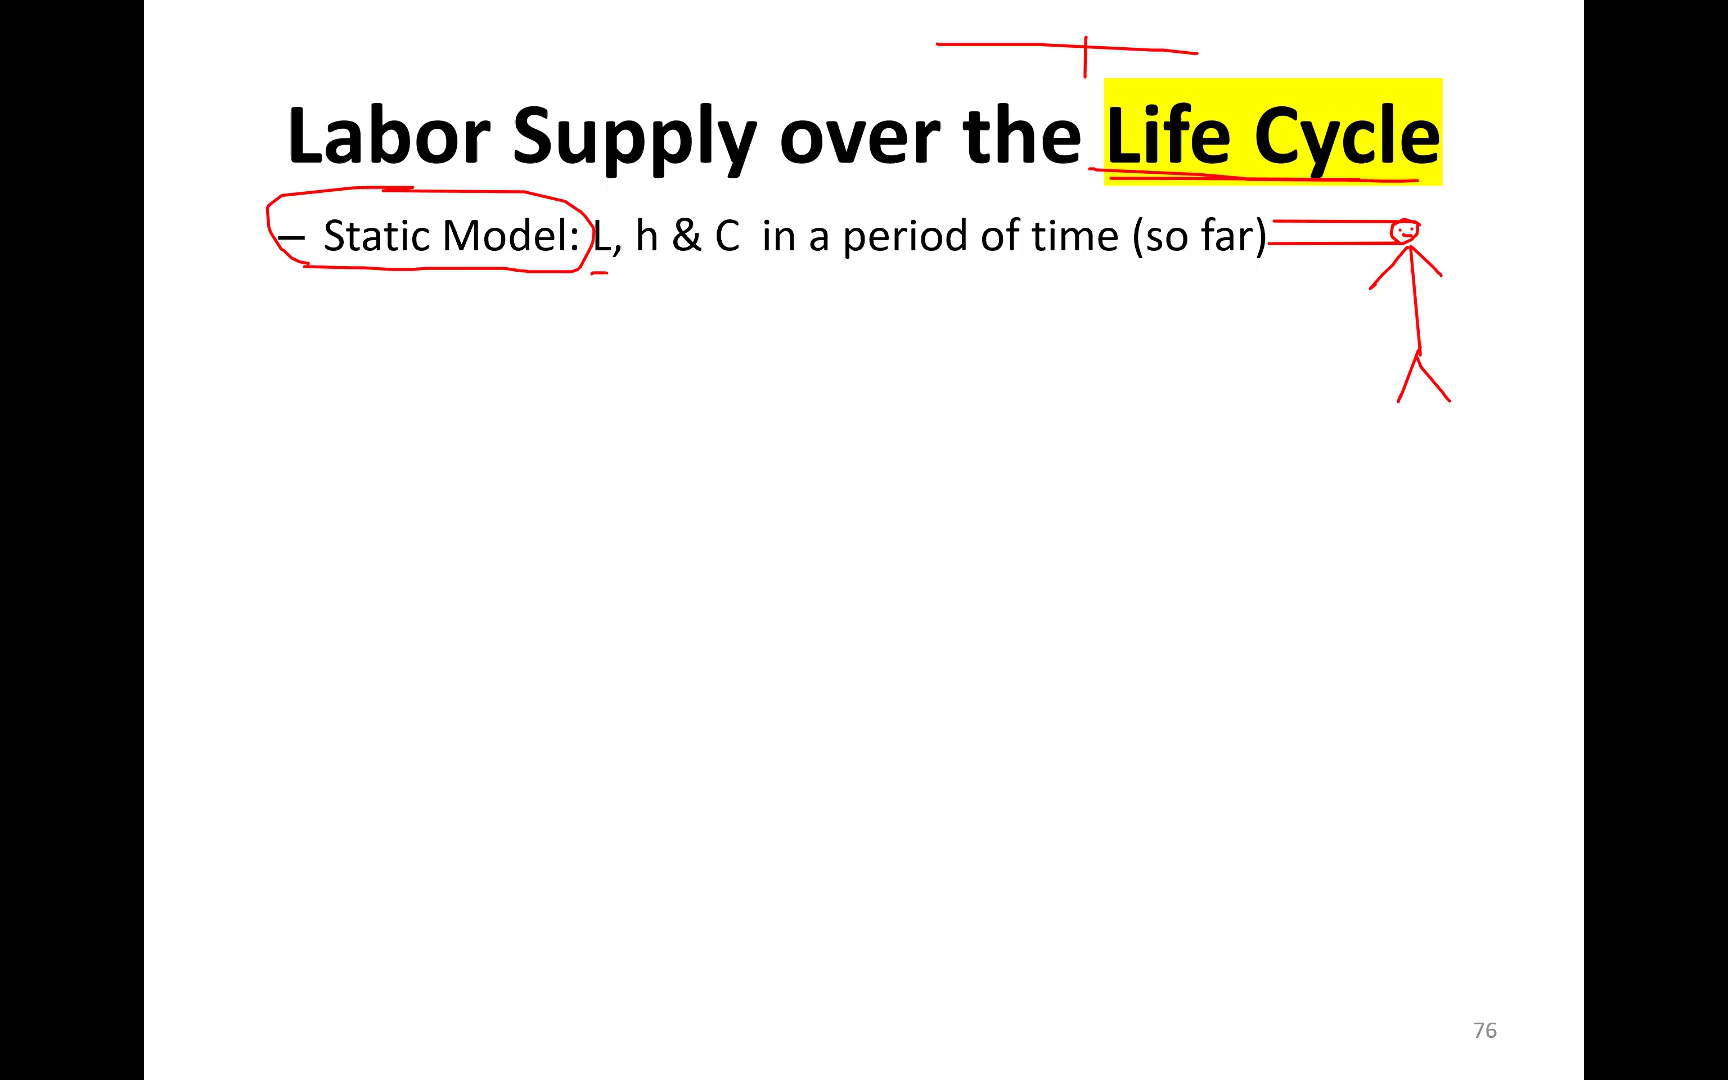 Labor Supply over the Life Cycle
– Static Model: L, h & C in a period of time (so far)
76